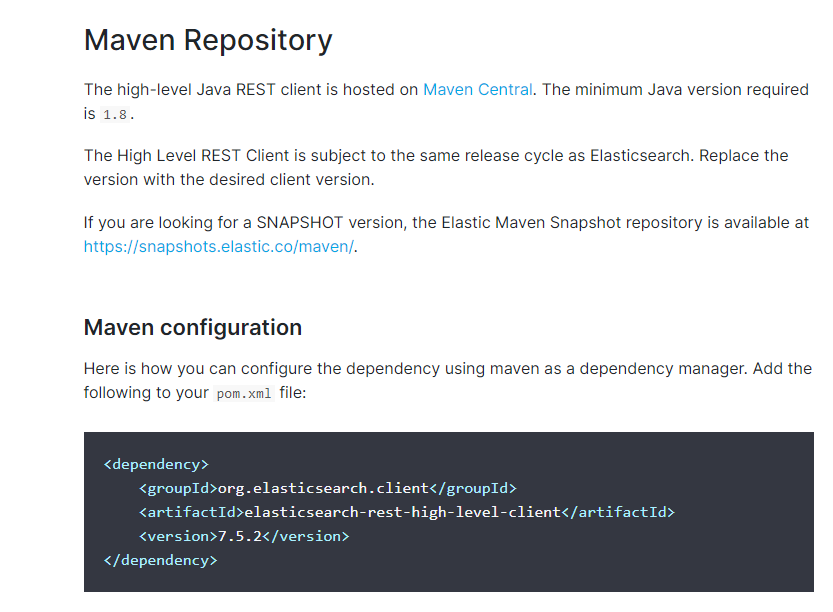 Maven Repository
The high-level Java REST client is hosted on Maven Central. The minimum Java version required
is 1.8.
The High Level REST Client is subject to the same release cycle as Elasticsearch. Replace the
version with the desired client version.
If you are looking for a SNAPSHOT version, the Elastic Maven Snapshot repository is available at
https://snapshots.elastic.co/maven/.
Maven configuration
Here is how you can configure the dependency using maven as a dependency manager. Add the
following to your pom.xml file:
<dependency>
    <groupId>org.elasticsearch.client</groupId>
    <artifactId>elasticsearch-rest-high-level-client</artifactId>
    <version>7.5.2</version>
</dependency>